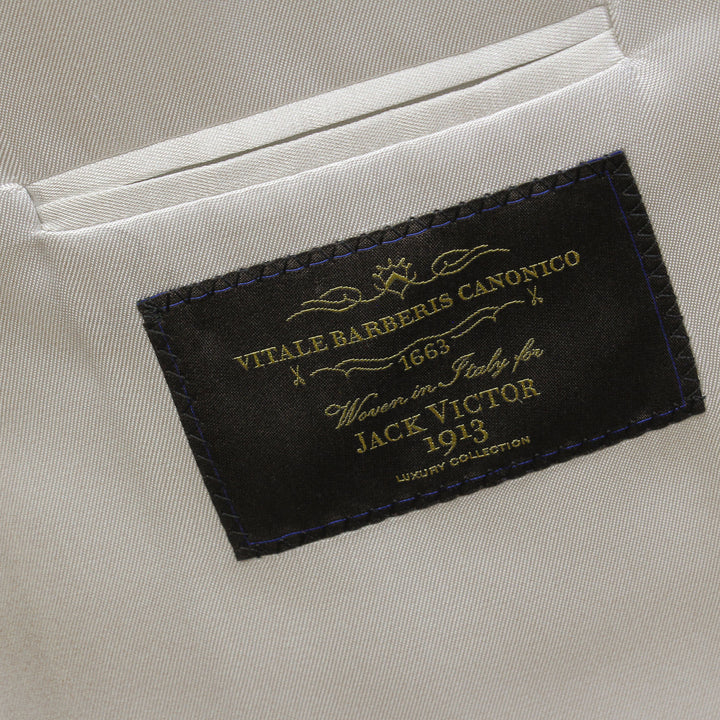 VITALE BARBERIS CANONICO
1663
Woven in Italy for
JACK VICTOR
1913
LUXURY COLLECTION